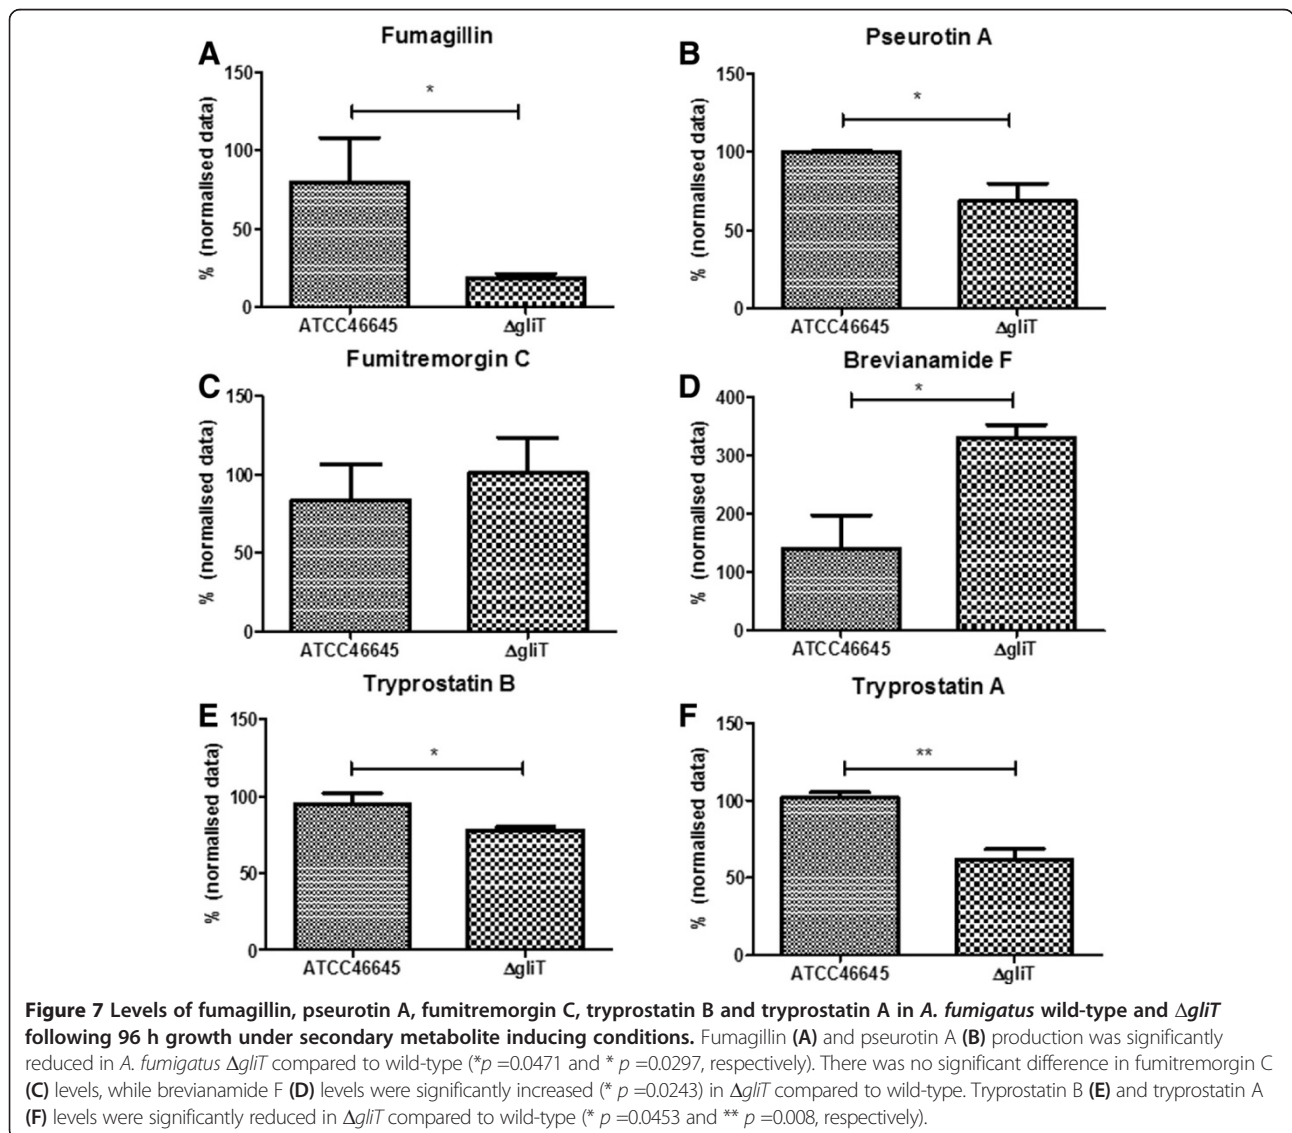 Fumagillin
A
150
100
50
0
% (normalised data)
*
ATCC46645
ΔgliT
Pseurotin A
B
150
100
50
0
% (normalised data)
*
ATCC46645
ΔgliT
Fumitremorgin C
C
150
100
50
0
% (normalised data)
ATCC46645
ΔgliT
Brevianamide F
D
400
300
200
100
0
% (normalised data)
*
ATCC46645
ΔgliT
Tryprostatin B
E
150
100
50
0
% (normalised data)
*
ATCC46645
ΔgliT
Tryprostatin A
F
150
100
50
0
% (normalised data)
**
ATCC46645
ΔgliT
Figure 7 Levels of fumagillin, pseurotin A, fumitremorgin C, tryprostatin B and tryprostatin A in A. fumigatus wild-type and ΔgliT
following 96 h growth under secondary metabolite inducing conditions. Fumagillin (A) and pseurotin A (B) production was significantly
reduced in A. fumigatus ΔgliT compared to wild-type (*p =0.0471 and * p =0.0297, respectively). There was no significant difference in fumitremorgin C
(C) levels, while brevianamide F (D) levels were significantly increased (* p =0.0243) in ΔgliT compared to wild-type. Tryprostatin B (E) and tryprostatin A
(F) levels were significantly reduced in ΔgliT compared to wild-type (* p =0.0453 and ** p =0.008, respectively).